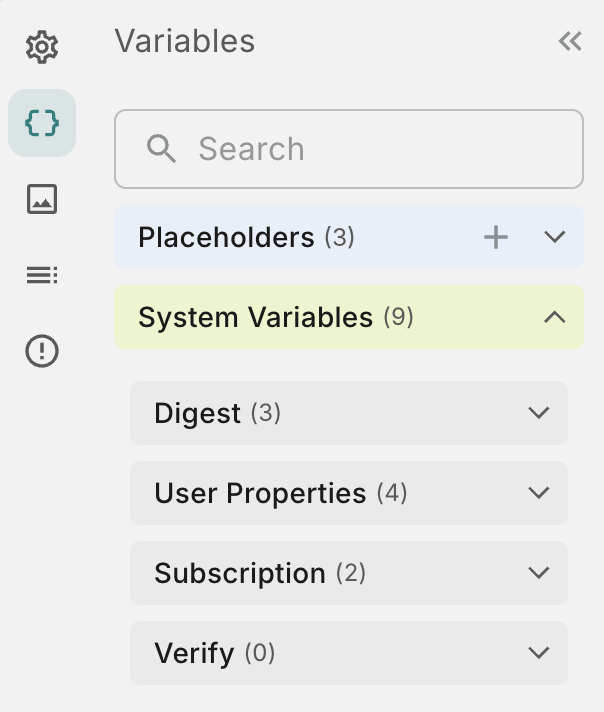 Variables
Search
Placeholders (3)
System Variables (9)
Digest (3)
User Properties (4)
Subscription (2)
Verify (0)